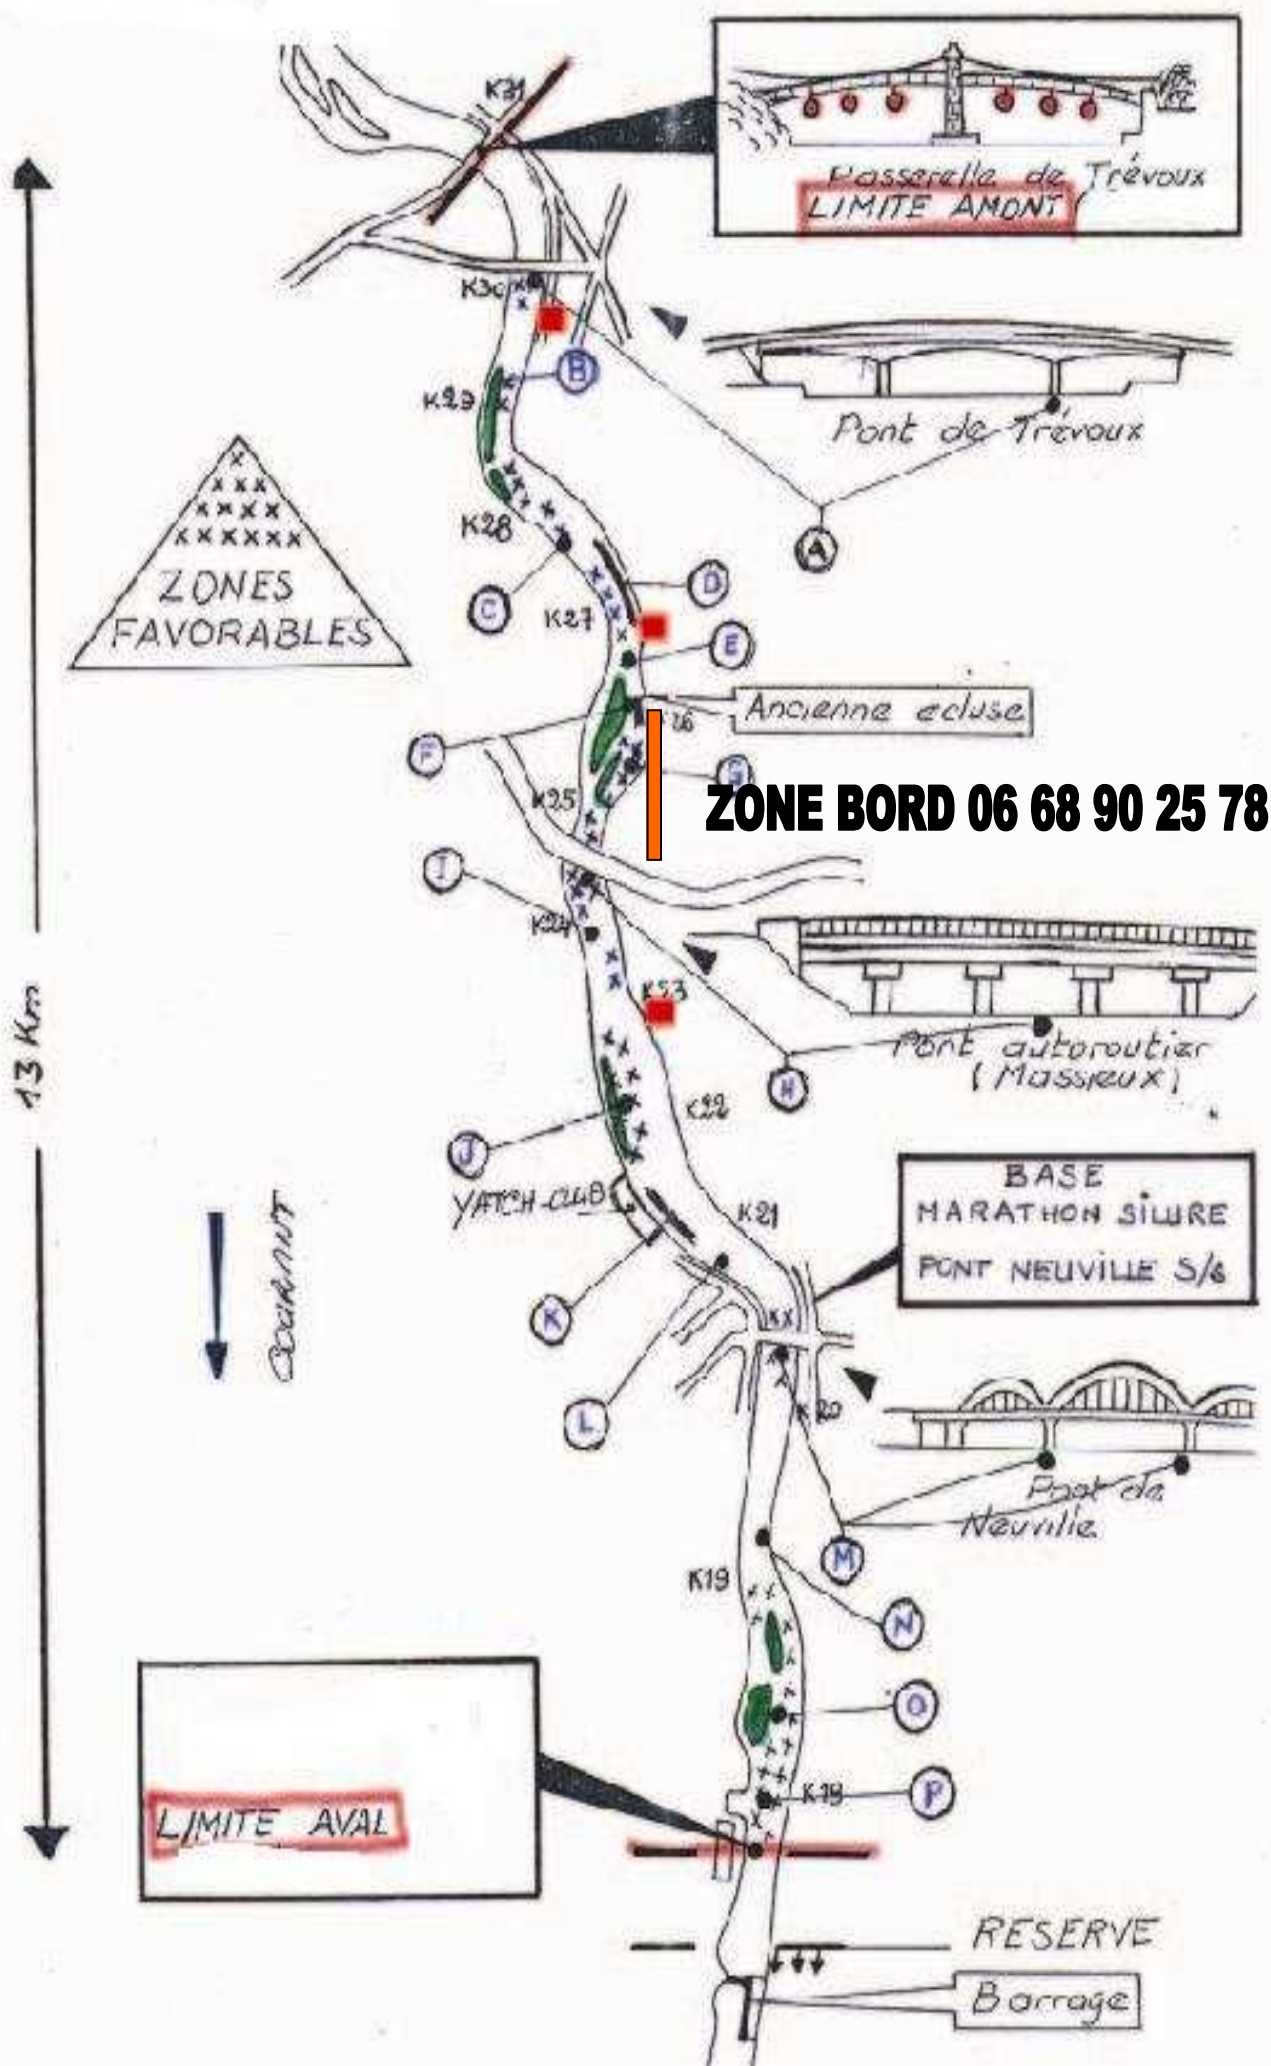 K31
Passerelle de Trévoux
LIMITE AMONT
K30
B
K29
Pont de Trévoux
A
X
X X X
X X X X
X X X X X X
ZONES
FAVORABLES
K28
C
D
K27
E
Ancienne écluse
K26
F
G
K25
ZONE BORD 06 68 90 25 78
I
K24
K53
Pont autoroutier
(Massieux)
H
13 Km
K22
J
YATCH-CLUB
K21
BASE
MARATHON SILURE
PONT NEUVILLE S/S
COURANT
K
L
K20
Pont de
Neuville
M
K19
N
O
K18
P
LIMITE AVAL
RESERVE
Barrage